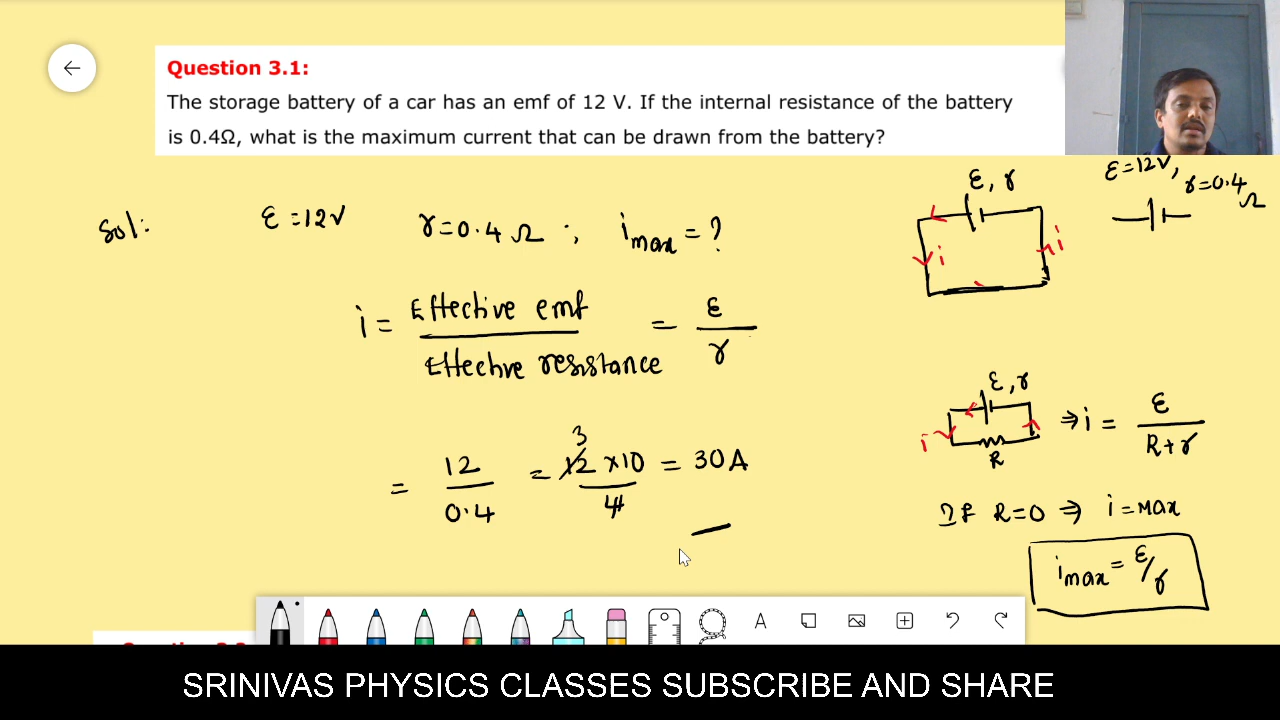 Question 3.1:
The storage battery of a car has an emf of 12 V. If the internal resistance of the battery
is 0.4Ω, what is the maximum current that can be drawn from the battery?
Sol:
ε = 12V
r = 0.4 Ω ;
i max = ?
i = Effective emf / Effective resistance = ε / r
= 12 / 0.4 = 12 × 10 / 4 = 30A
3
ε, r
i
i
ε = 12V,
r = 0.4 Ω
ε, r
i
R
⇒ i = ε / R + r
If R = 0 ⇒ i = max
i max = ε / r
A
SRINIVAS PHYSICS CLASSES SUBSCRIBE AND SHARE